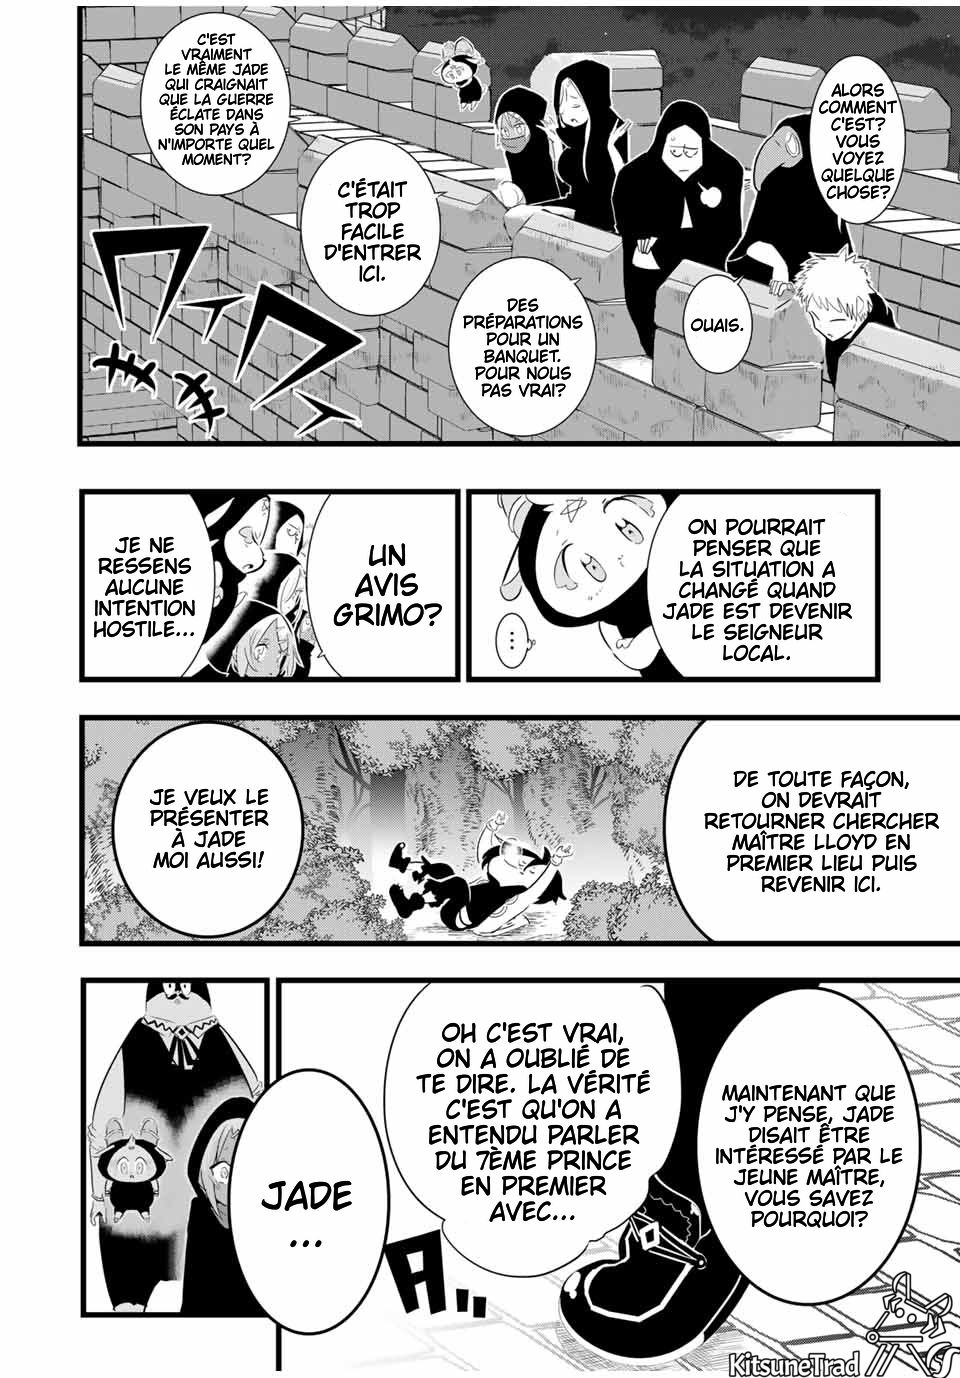 ALORS
COMMENT
C'EST?
VOUS
VOYEZ
QUELQUE
CHOSE?
OUAIS.
DES
PRÉPARATIONS
POUR UN
BANQUET.
POUR NOUS
PAS VRAI?
C'ÉTAIT
TROP
FACILE
D'ENTRER
ICI.
C'EST
VRAIMENT
LE MÊME JADE
QUI CRAIGNAIT
QUE LA GUERRE
ÉCLATE DANS
SON PAYS À
N'IMPORTE QUEL
MOMENT?
ON POURRAIT
PENSER QUE
LA SITUATION A
CHANGÉ QUAND
JADE EST DEVENIR
LE SEIGNEUR
LOCAL.
...
UN
AVIS
GRIMO?
JE NE
RESSENS
AUCUNE
INTENTION
HOSTILE...
DE TOUTE FAÇON,
ON DEVRAIT
RETOURNER CHERCHER
MAÎTRE LLOYD EN
PREMIER LIEU PUIS
REVENIR ICI.
JE VEUX LE
PRÉSENTER
À JADE
MOI AUSSI!
MAINTENANT QUE
J'Y PENSE, JADE
DISAIT ÊTRE
INTÉRESSÉ PAR LE
JEUNE MAÎTRE,
VOUS SAVEZ
POURQUOI?
OH C'EST VRAI,
ON A OUBLIÉ DE
TE DIRE. LA VÉRITÉ
C'EST QU'ON A
ENTENDU PARLER
DU 7ÈME PRINCE
EN PREMIER
AVEC...
JADE
...
KitsuneTrad